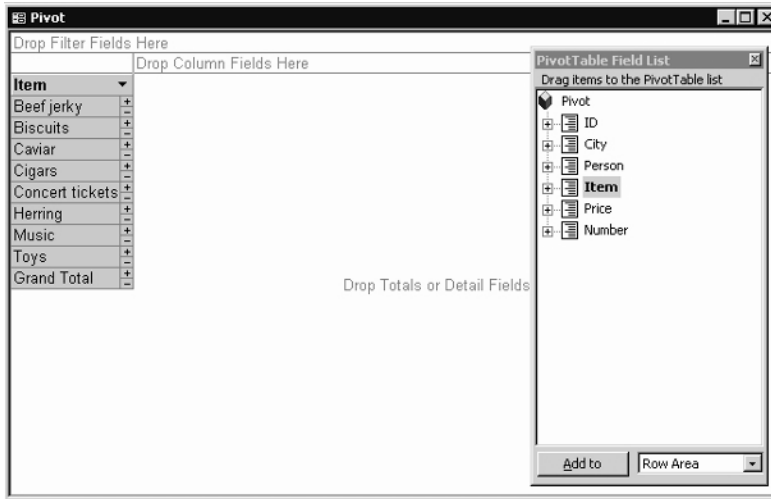 Pivot
Drop Filter Fields Here
Drop Column Fields Here
Item
Beef jerky
Biscuits
Caviar
Cigars
Concert tickets
Herring
Music
Toys
Grand Total
Drop Totals or Detail Fields
PivotTable Field List
Drag items to the PivotTable list
Pivot
ID
City
Person
Item
Price
Number
Add to
Row Area